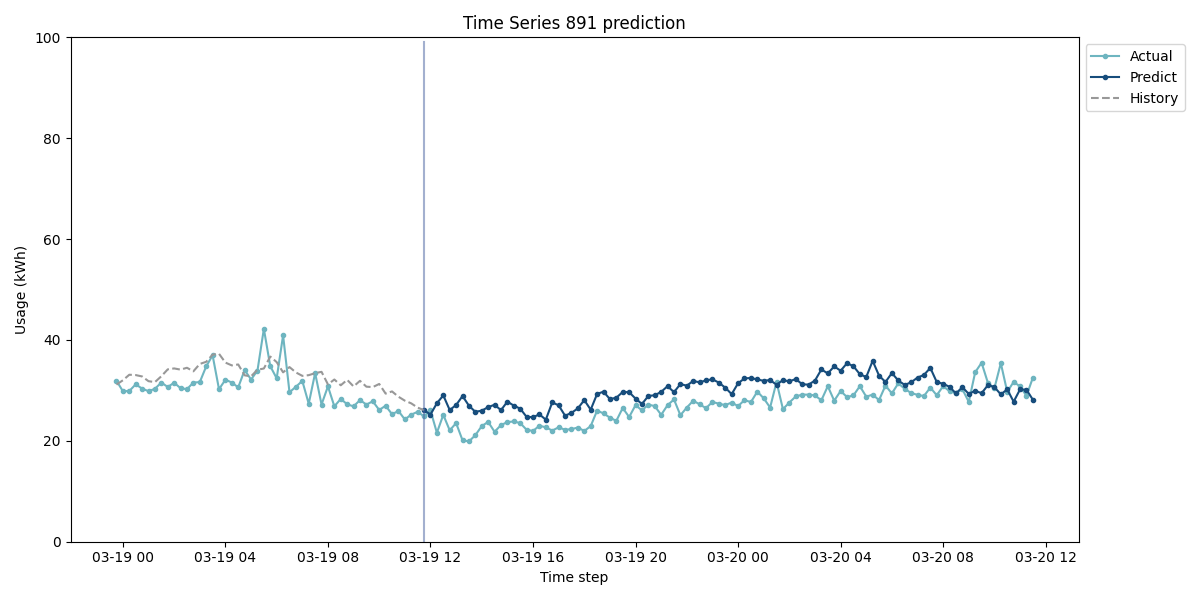 Time Series 891 prediction
100
80
60
40
20
0
Usage (kWh)
03-19 00
03-19 04
03-19 08
03-19 12
03-19 16
03-19 20
03-20 00
03-20 04
03-20 08
03-20 12
Time step
Actual
Predict
History